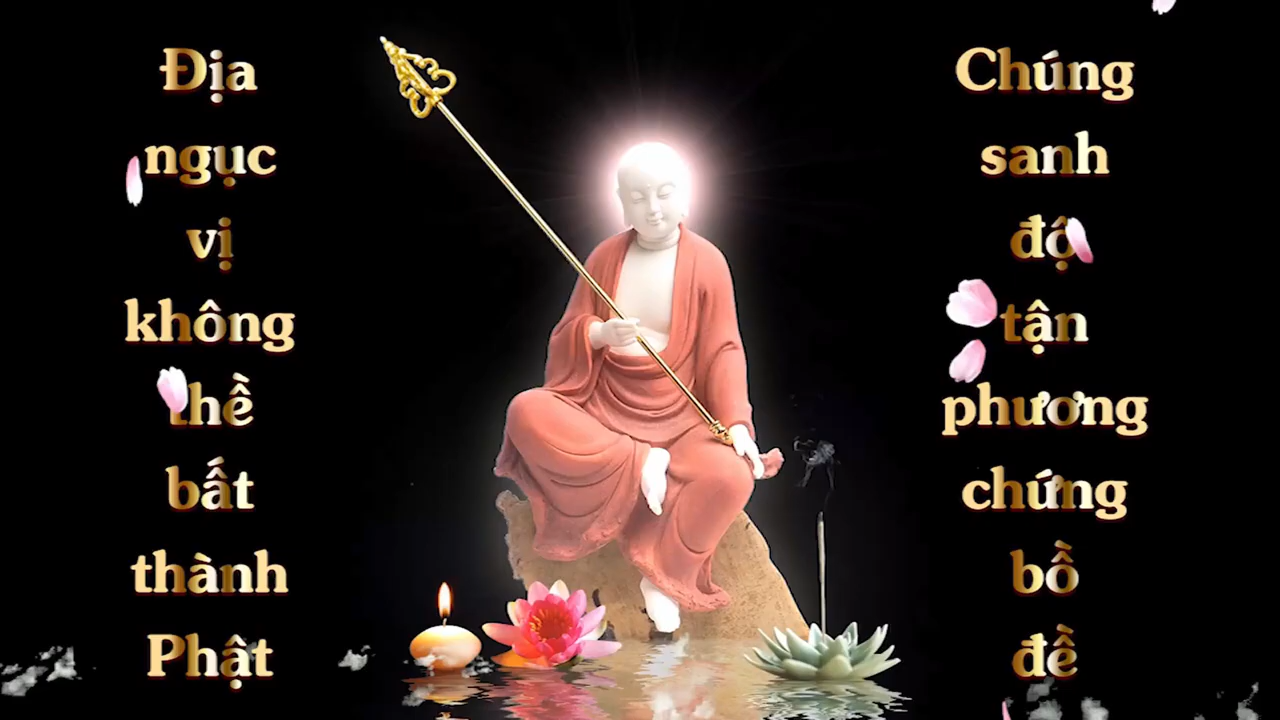 Địa
ngục
vị
không
thề
bất
thành
Phật
Chúng
sanh
độ
tận
phương
chứng
bồ
đề